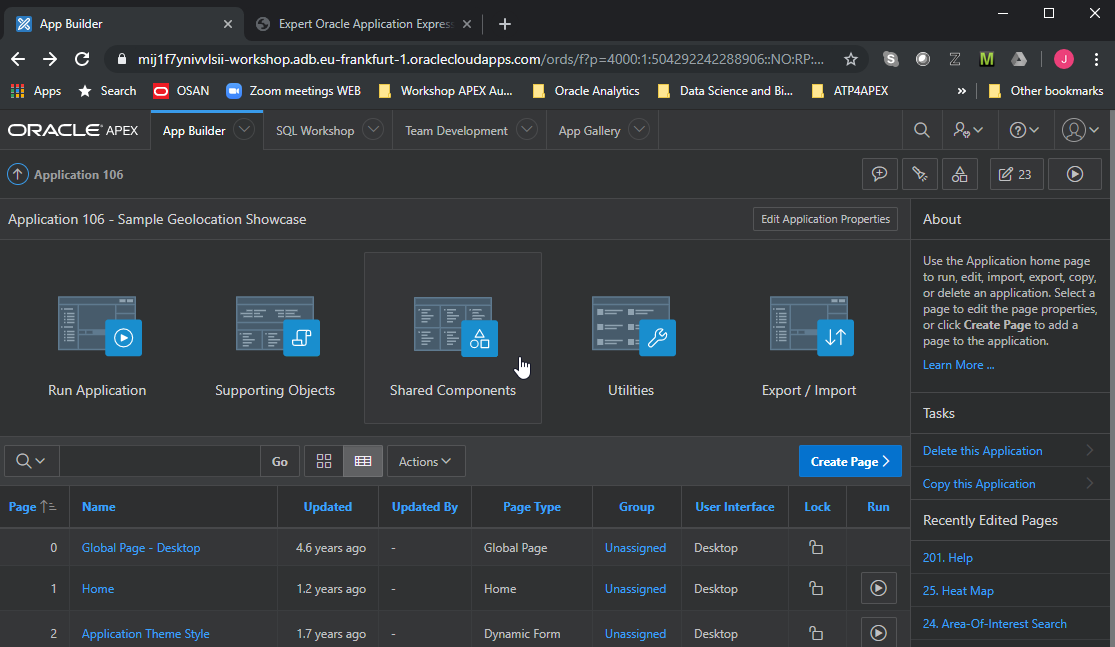 App Builder
Expert Oracle Application Express
mij1f7ynivvlsii-workshop.adb.eu-frankfurt-1.oraclecloudapps.com/ords/f?p=4000:1:504292242288906::NO:RP:...
Z
M
J
Apps Search OSAN Zoom meetings WEB Workshop APEX Au... Oracle Analytics Data Science and Bi... ATP4APEX » Other bookmarks
ORACLE APEX App Builder SQL Workshop Team Development App Gallery
Application 106
23
Application 106 - Sample Geolocation Showcase
Edit Application Properties
Run Application Supporting Objects Shared Components Utilities Export / Import
Go
Actions
Create Page
Page Name Updated Updated By Page Type Group User Interface Lock Run
0 Global Page - Desktop 4.6 years ago - Global Page Unassigned Desktop
1 Home 1.2 years ago - Home Unassigned Desktop
2 Application Theme Style 1.7 years ago - Dynamic Form Unassigned Desktop
About
Use the Application home page
to run, edit, import, export, copy,
or delete an application. Select a
page to edit the page properties,
or click Create Page to add a
page to the application.
Learn More ...
Tasks
Delete this Application
Copy this Application
Recently Edited Pages
201. Help
25. Heat Map
24. Area-Of-Interest Search